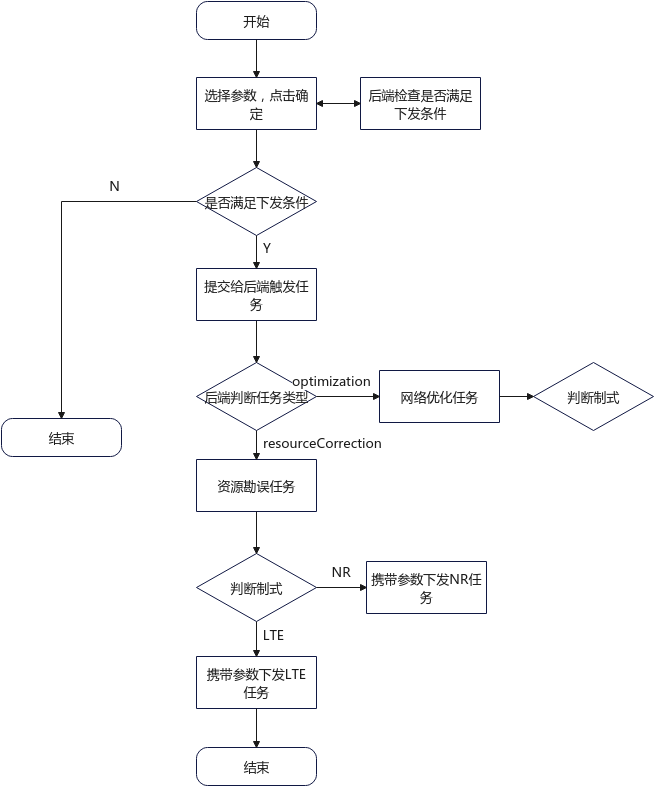 开始
选择参数，点击确
定
后端检查是否满足
下发条件
N
是否满足下发条件
Y
提交给后端触发任
务
后端判断任务类型
optimization
网络优化任务
判断制式
结束
resourceCorrection
资源勘误任务
判断制式
NR
携带参数下发NR任
务
LTE
携带参数下发LTE
任务
结束